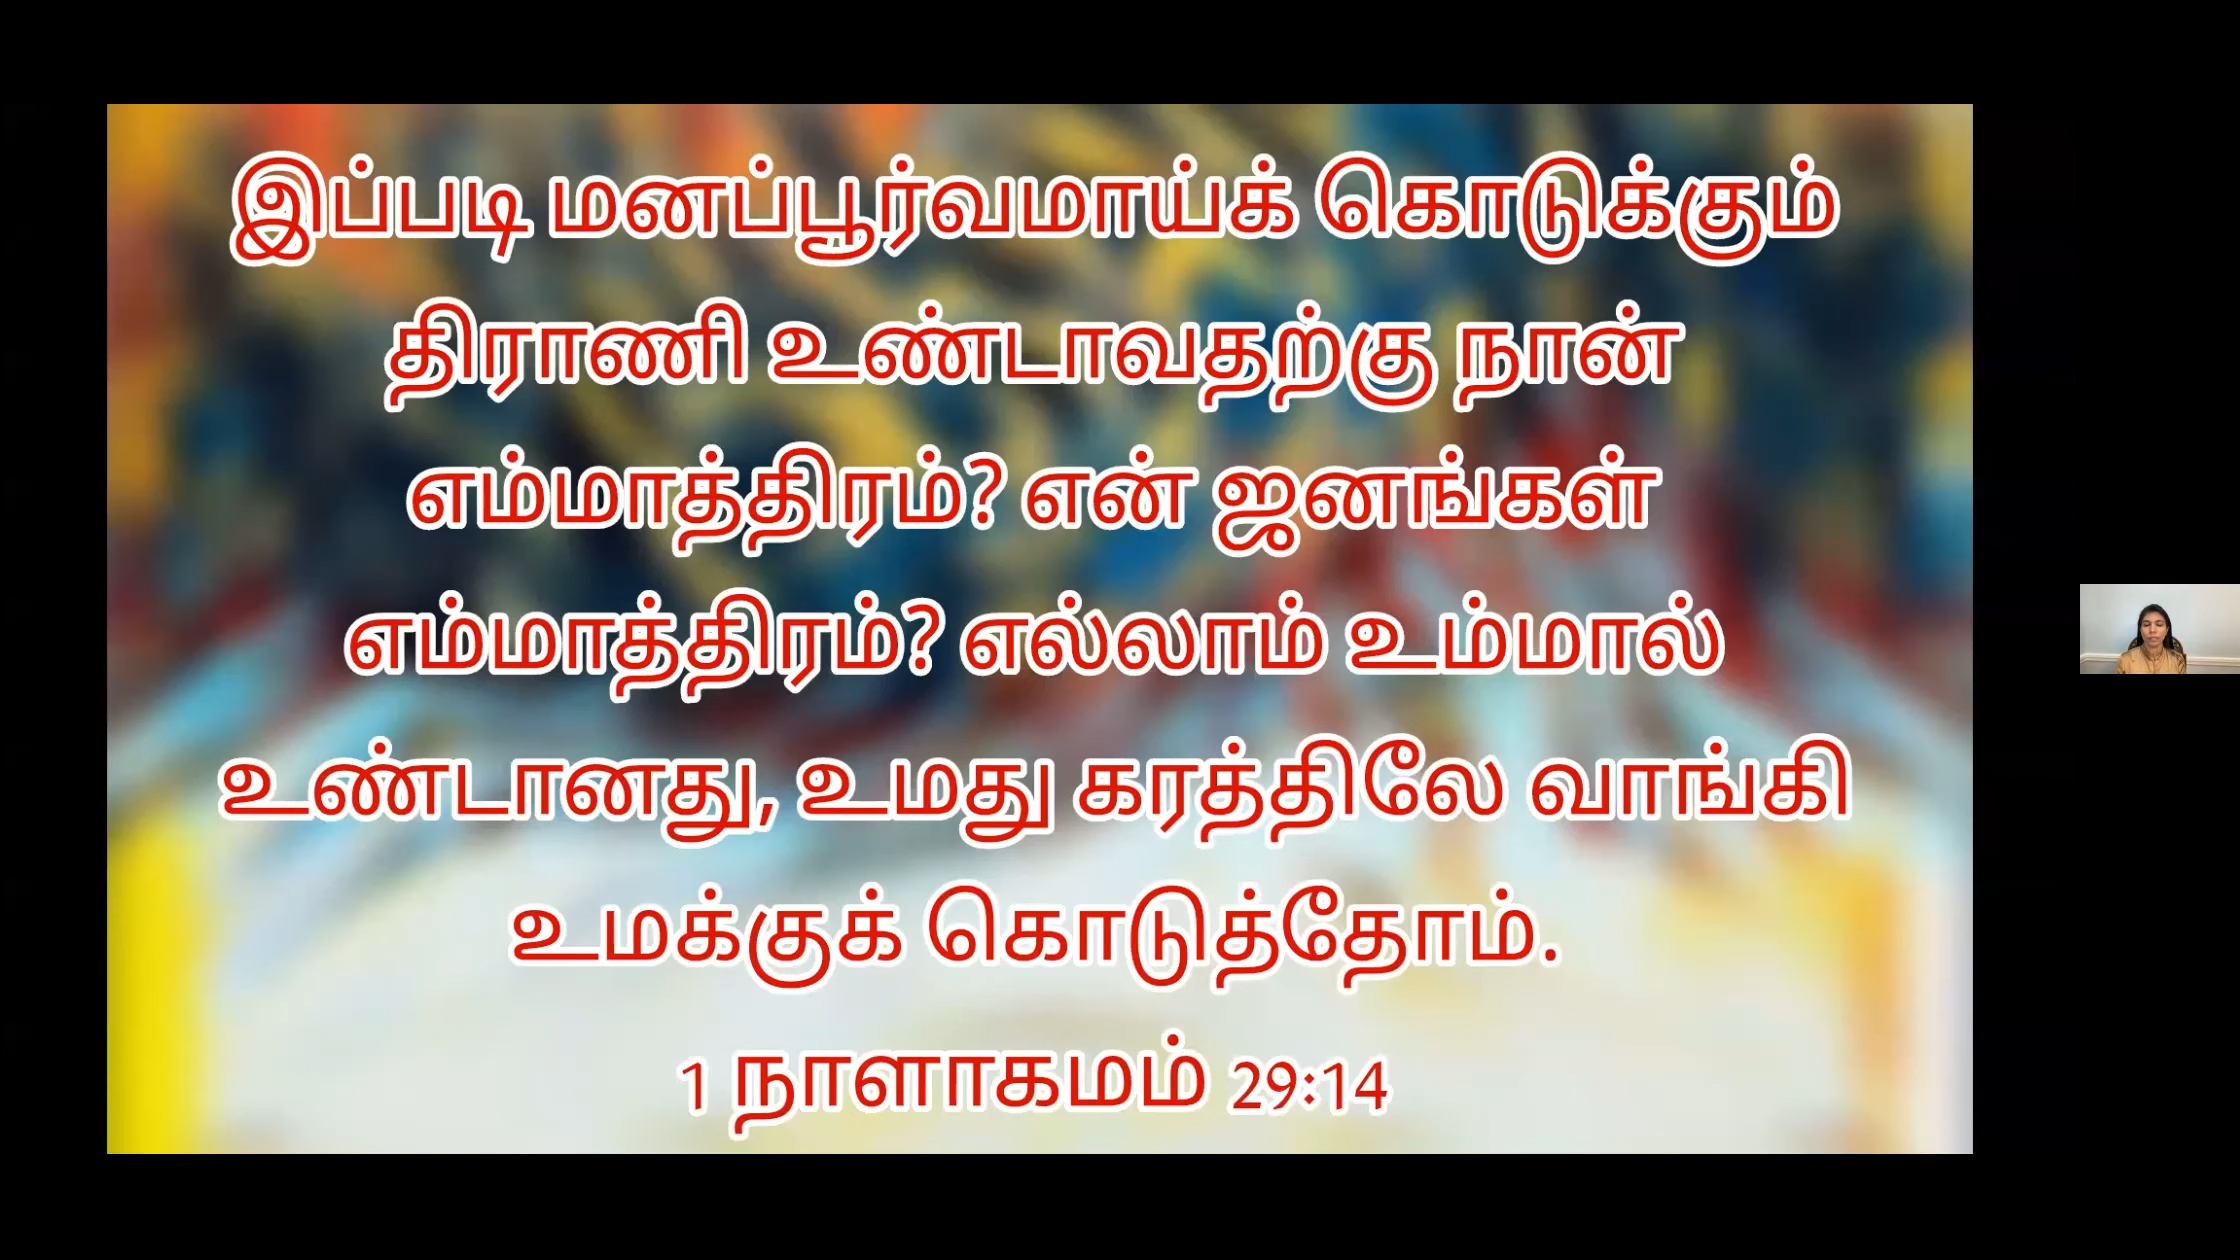 இப்படி மனப்பூர்வமாய்க் கொடுக்கும்
திராணி உண்டாவதற்கு நான்
எம்மாத்திரம்? என் ஜனங்கள்
எம்மாத்திரம்? எல்லாம் உம்மால்
உண்டானது, உமது கரத்திலே வாங்கி
உமக்குக் கொடுத்தோம்.
1 நாளாகமம் 29:14